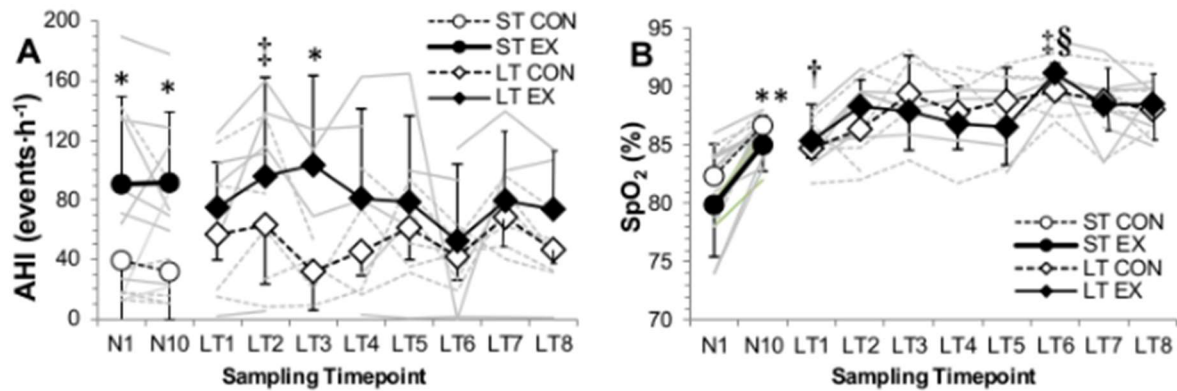 A
AHI (events·h⁻¹)
200
160
120
80
40
0
* * ‡ *
ST CON
ST EX
LT CON
LT EX
N1 N10 LT1 LT2 LT3 LT4 LT5 LT6 LT7 LT8
Sampling Timepoint
B
SpO₂ (%)
95
90
85
80
75
70
** † ‡§
ST CON
ST EX
LT CON
LT EX
N1 N10 LT1 LT2 LT3 LT4 LT5 LT6 LT7 LT8
Sampling Timepoint